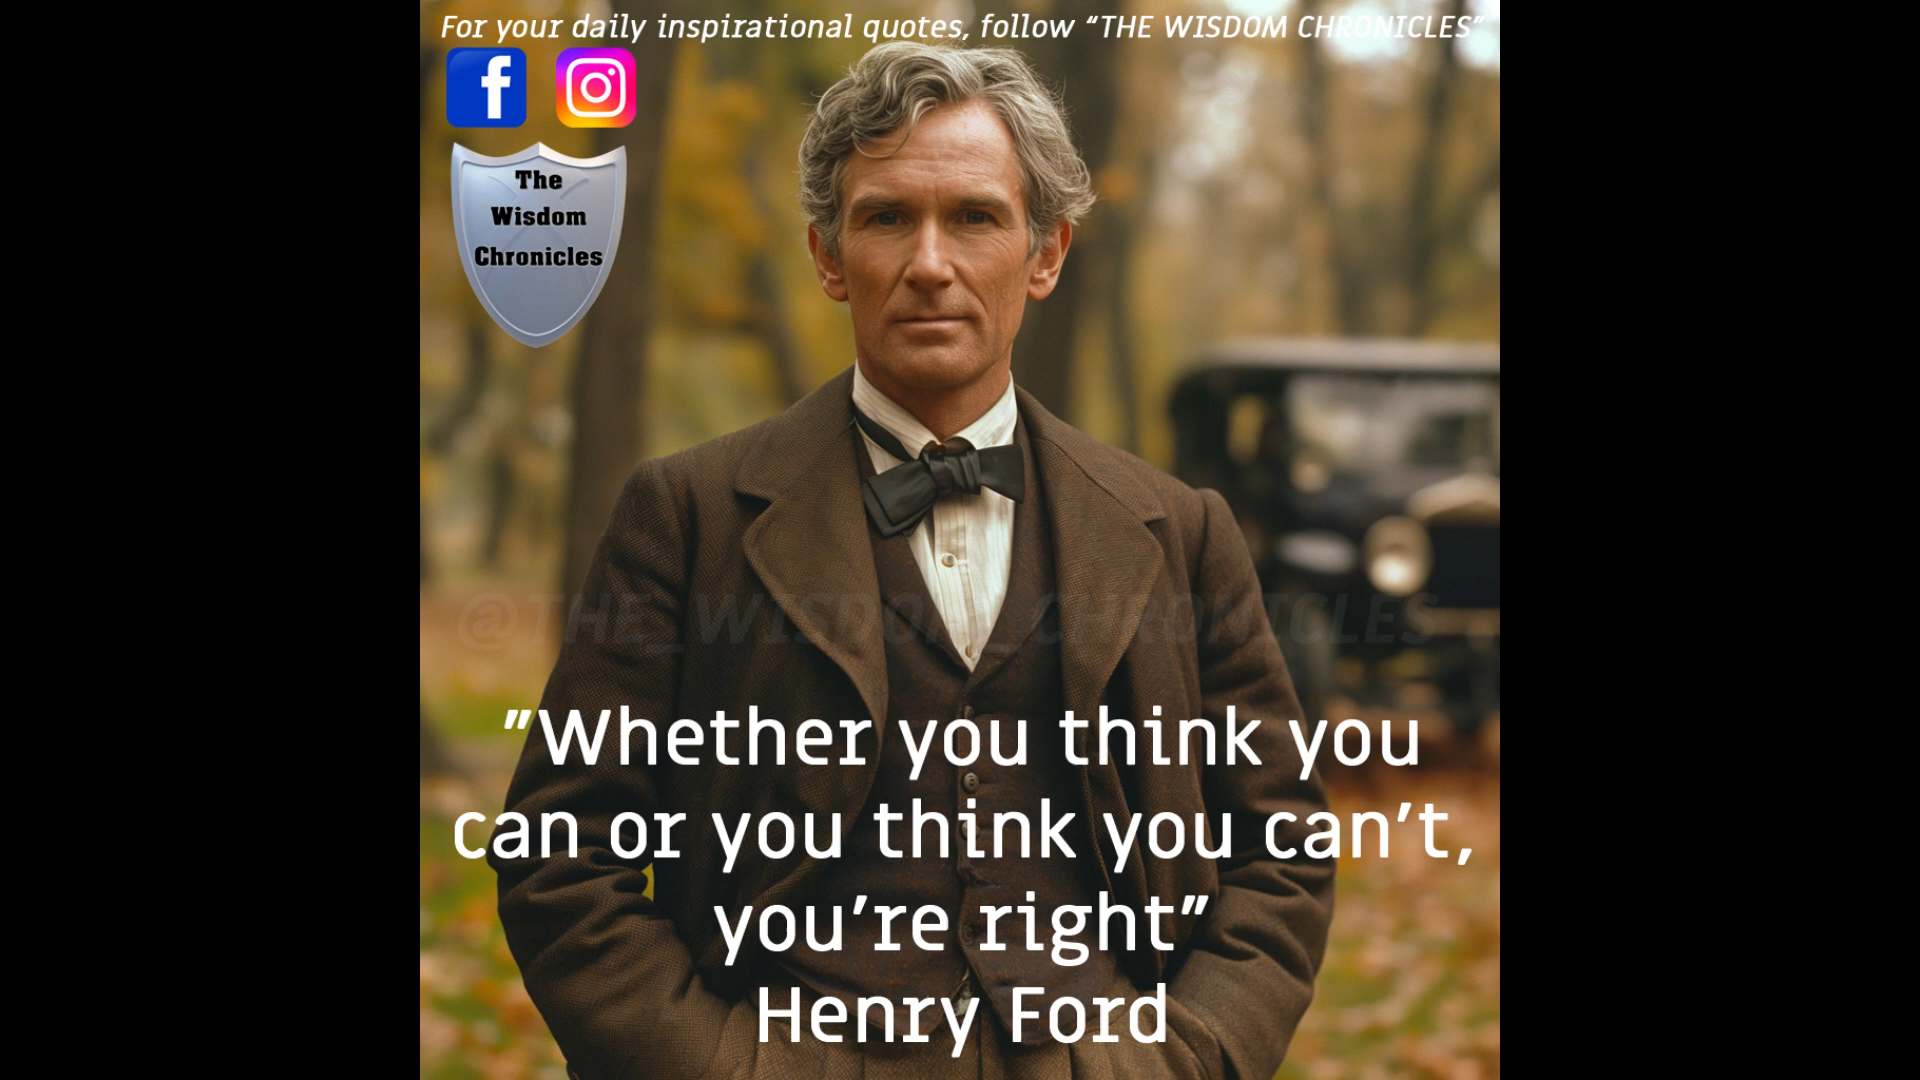 For your daily inspirational quotes, follow “THE WISDOM CHRONICLES”
The
Wisdom
Chronicles
@THE_WISDOM_CHRONICLES
"Whether you think you
can or you think you can't,
you're right"
Henry Ford